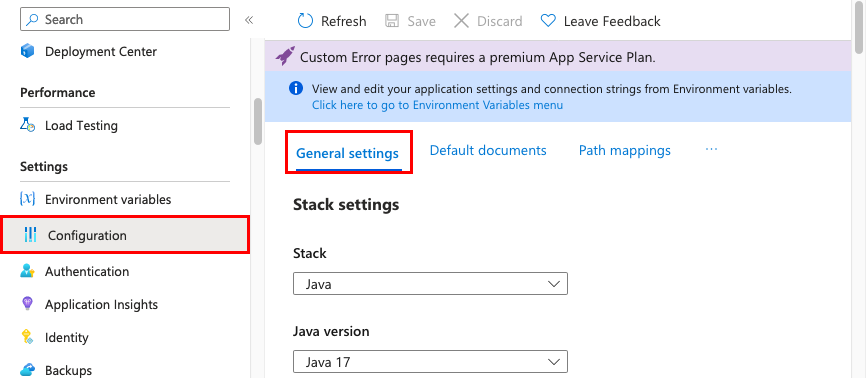 Search
Deployment Center
Performance
Load Testing
Settings
Environment variables
Configuration
Authentication
Application Insights
Identity
Backups
Refresh
Save
Discard
Leave Feedback
Custom Error pages requires a premium App Service Plan.
View and edit your application settings and connection strings from Environment variables.
Click here to go to Environment Variables menu
General settings
Default documents
Path mappings
Stack settings
Stack
Java
Java version
Java 17